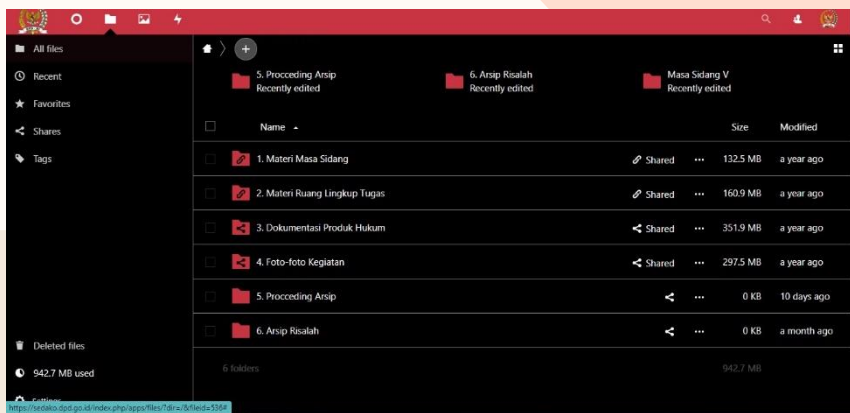 All files
Recent
Favorites
Shares
Tags
5. Procceding Arsip
Recently edited
6. Arsip Risalah
Recently edited
Masa Sidang V
Recently edited
Name Size Modified
1. Materi Masa Sidang Shared ... 132.5 MB a year ago
2. Materi Ruang Lingkup Tugas Shared ... 160.9 MB a year ago
3. Dokumentasi Produk Hukum Shared ... 351.9 MB a year ago
4. Foto-foto Kegiatan Shared ... 297.5 MB a year ago
5. Procceding Arsip ... 0 KB 10 days ago
6. Arsip Risalah ... 0 KB a month ago
6 folders 942.7 MB
Deleted files
942.7 MB used
Settings
https://sedako.dpd.go.id/index.php/apps/files/?dir=/&fileid=536#